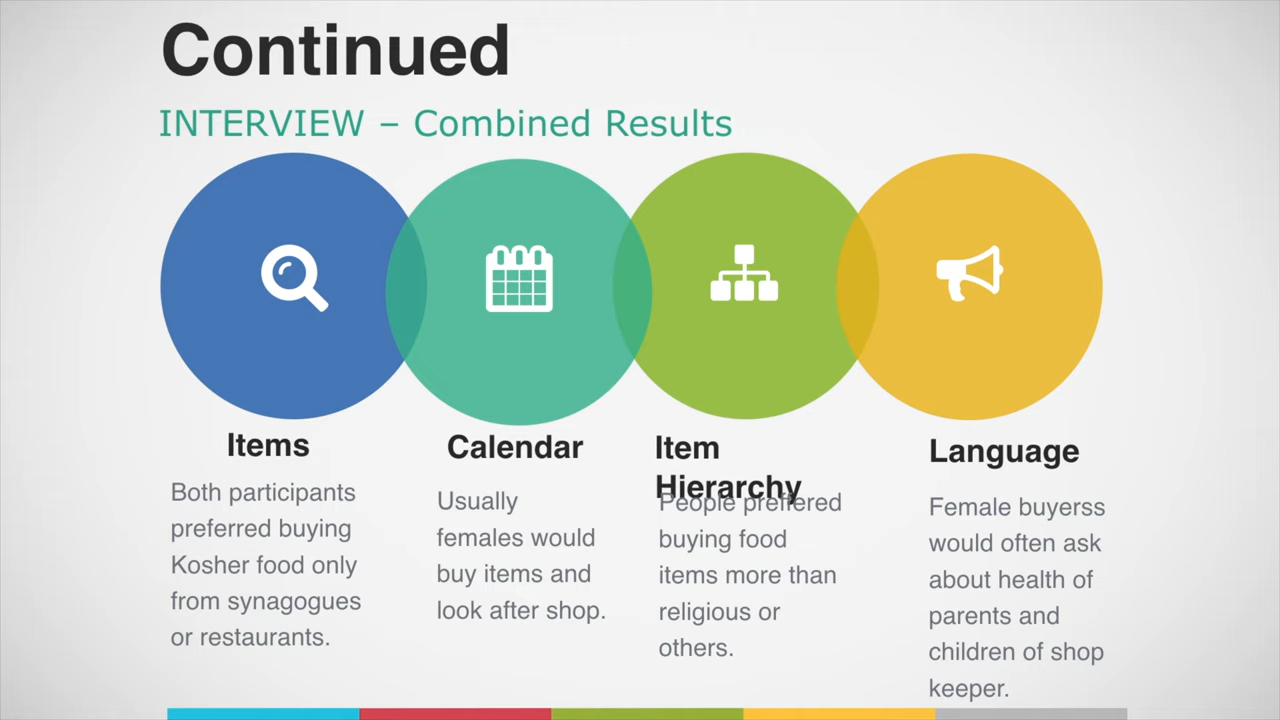 Continued
INTERVIEW – Combined Results
Items
Both participants
preferred buying
Kosher food only
from synagogues
or restaurants.
Calendar
Usually
females would
buy items and
look after shop.
Item
Hierarchy
People preffered
buying food
items more than
religious or
others.
Language
Female buyerss
would often ask
about health of
parents and
children of shop
keeper.